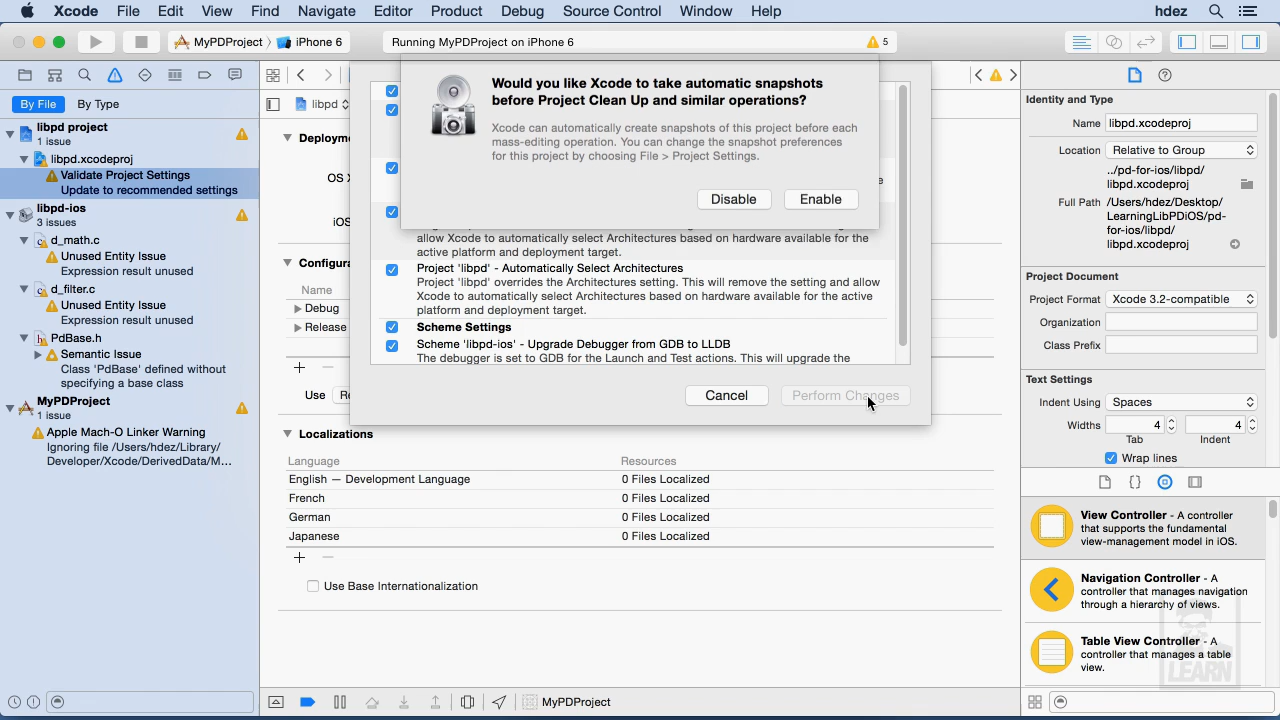 Xcode File Edit View Find Navigate Editor Product Debug Source Control Window Help hdez
MyPDProject iPhone 6 Running MyPDProject on iPhone 6 5
By File By Type
libpd project
1 issue
libpd.xcodeproj
Validate Project Settings
Update to recommended settings
libpd-ios
3 issues
d_math.c
Unused Entity Issue
Expression result unused
d_filter.c
Unused Entity Issue
Expression result unused
PdBase.h
Semantic Issue
Class 'PdBase' defined without
specifying a base class
MyPDProject
1 issue
Apple Mach-O Linker Warning
Ignoring file /Users/hdez/Library/
Developer/Xcode/DerivedData/M...
libpd
Deployme
OS
iOS
Configura
Name
Debug
Release
Use
Would you like Xcode to take automatic snapshots
before Project Clean Up and similar operations?
Xcode can automatically create snapshots of this project before each
mass-editing operation. You can change the snapshot preferences
for this project by choosing File > Project Settings.
Disable Enable
allow Xcode to automatically select Architectures based on hardware available for the
active platform and deployment target.
Project 'libpd' - Automatically Select Architectures
Project 'libpd' overrides the Architectures setting. This will remove the setting and allow
Xcode to automatically select Architectures based on hardware available for the active
platform and deployment target.
Scheme Settings
Scheme 'libpd-ios' - Upgrade Debugger from GDB to LLDB
The debugger is set to GDB for the Launch and Test actions. This will upgrade the
Cancel Perform Changes
Localizations
Language Resources
English — Development Language 0 Files Localized
French 0 Files Localized
German 0 Files Localized
Japanese 0 Files Localized
Use Base Internationalization
MyPDProject
Identity and Type
Name libpd.xcodeproj
Location Relative to Group
../pd-for-ios/libpd/
libpd.xcodeproj
Full Path /Users/hdez/Desktop/
LearningLibPDiOS/pd-
for-ios/libpd/
libpd.xcodeproj
Project Document
Project Format Xcode 3.2-compatible
Organization
Class Prefix
Text Settings
Indent Using Spaces
Widths 4 4
Tab Indent
Wrap lines
View Controller - A controller
that supports the fundamental
view-management model in iOS.
Navigation Controller - A
controller that manages navigation
through a hierarchy of views.
Table View Controller - A
controller that manages a table
view.
LEARN